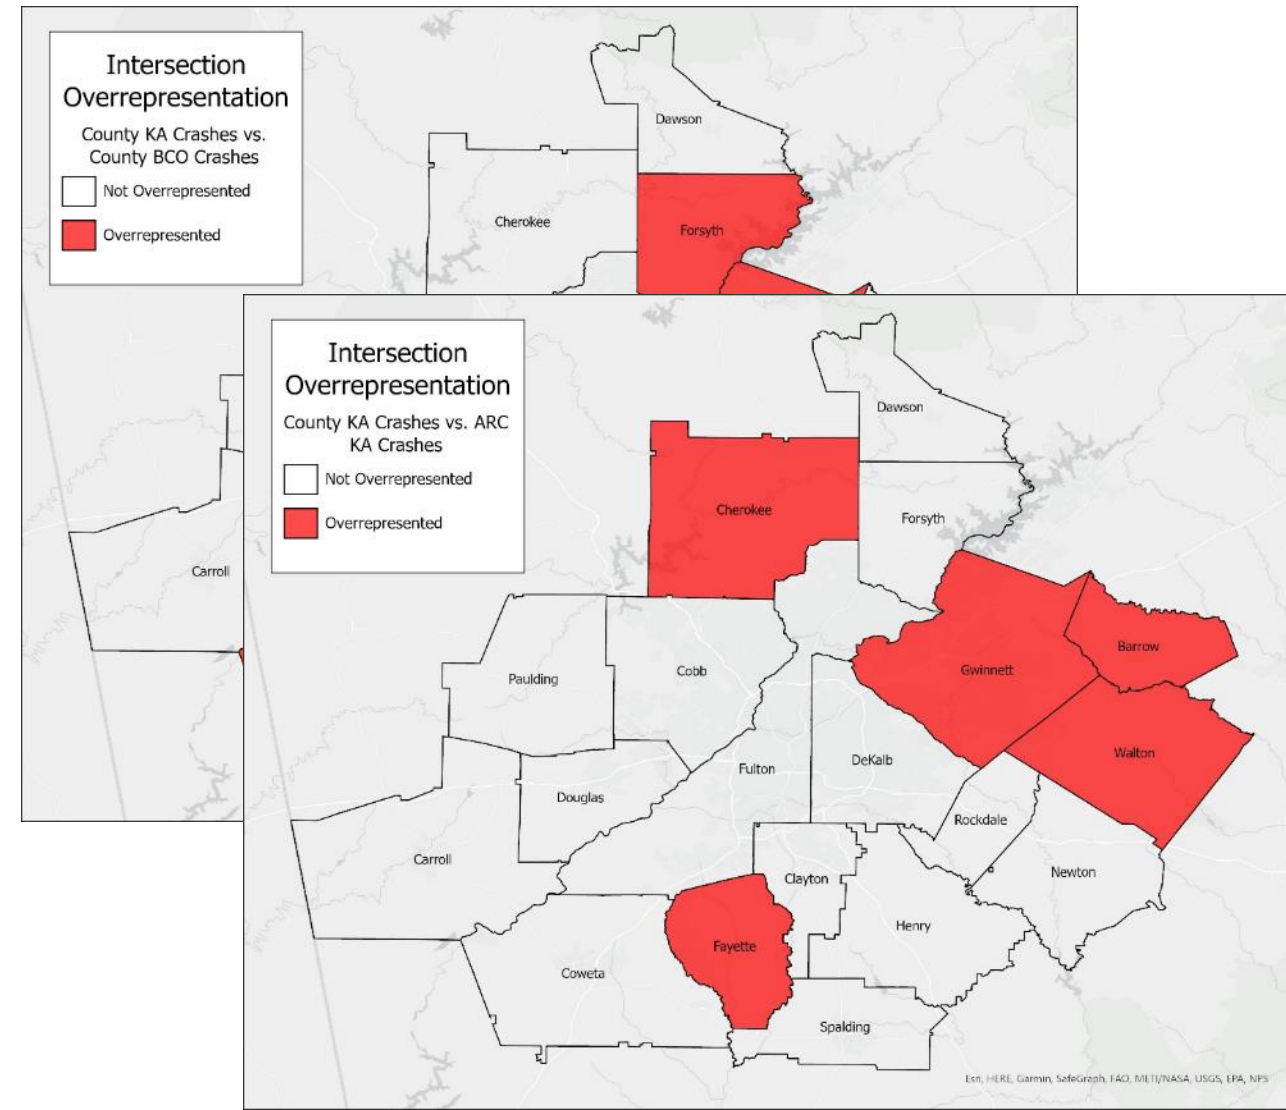 Intersection
Overrepresentation
County KA Crashes vs.
County BCO Crashes
Not Overrepresented
Overrepresented
Dawson
Cherokee
Forsyth
Carroll
Intersection
Overrepresentation
County KA Crashes vs. ARC
KA Crashes
Not Overrepresented
Overrepresented
Dawson
Cherokee
Forsyth
Barrow
Gwinnett
Paulding
Cobb
Walton
DeKalb
Fulton
Douglas
Rockdale
Carroll
Newton
Clayton
Henry
Fayette
Coweta
Spalding
Esri, HERE, Garmin, SafeGraph, FAO, METI/NASA, USGS, EPA, NPS